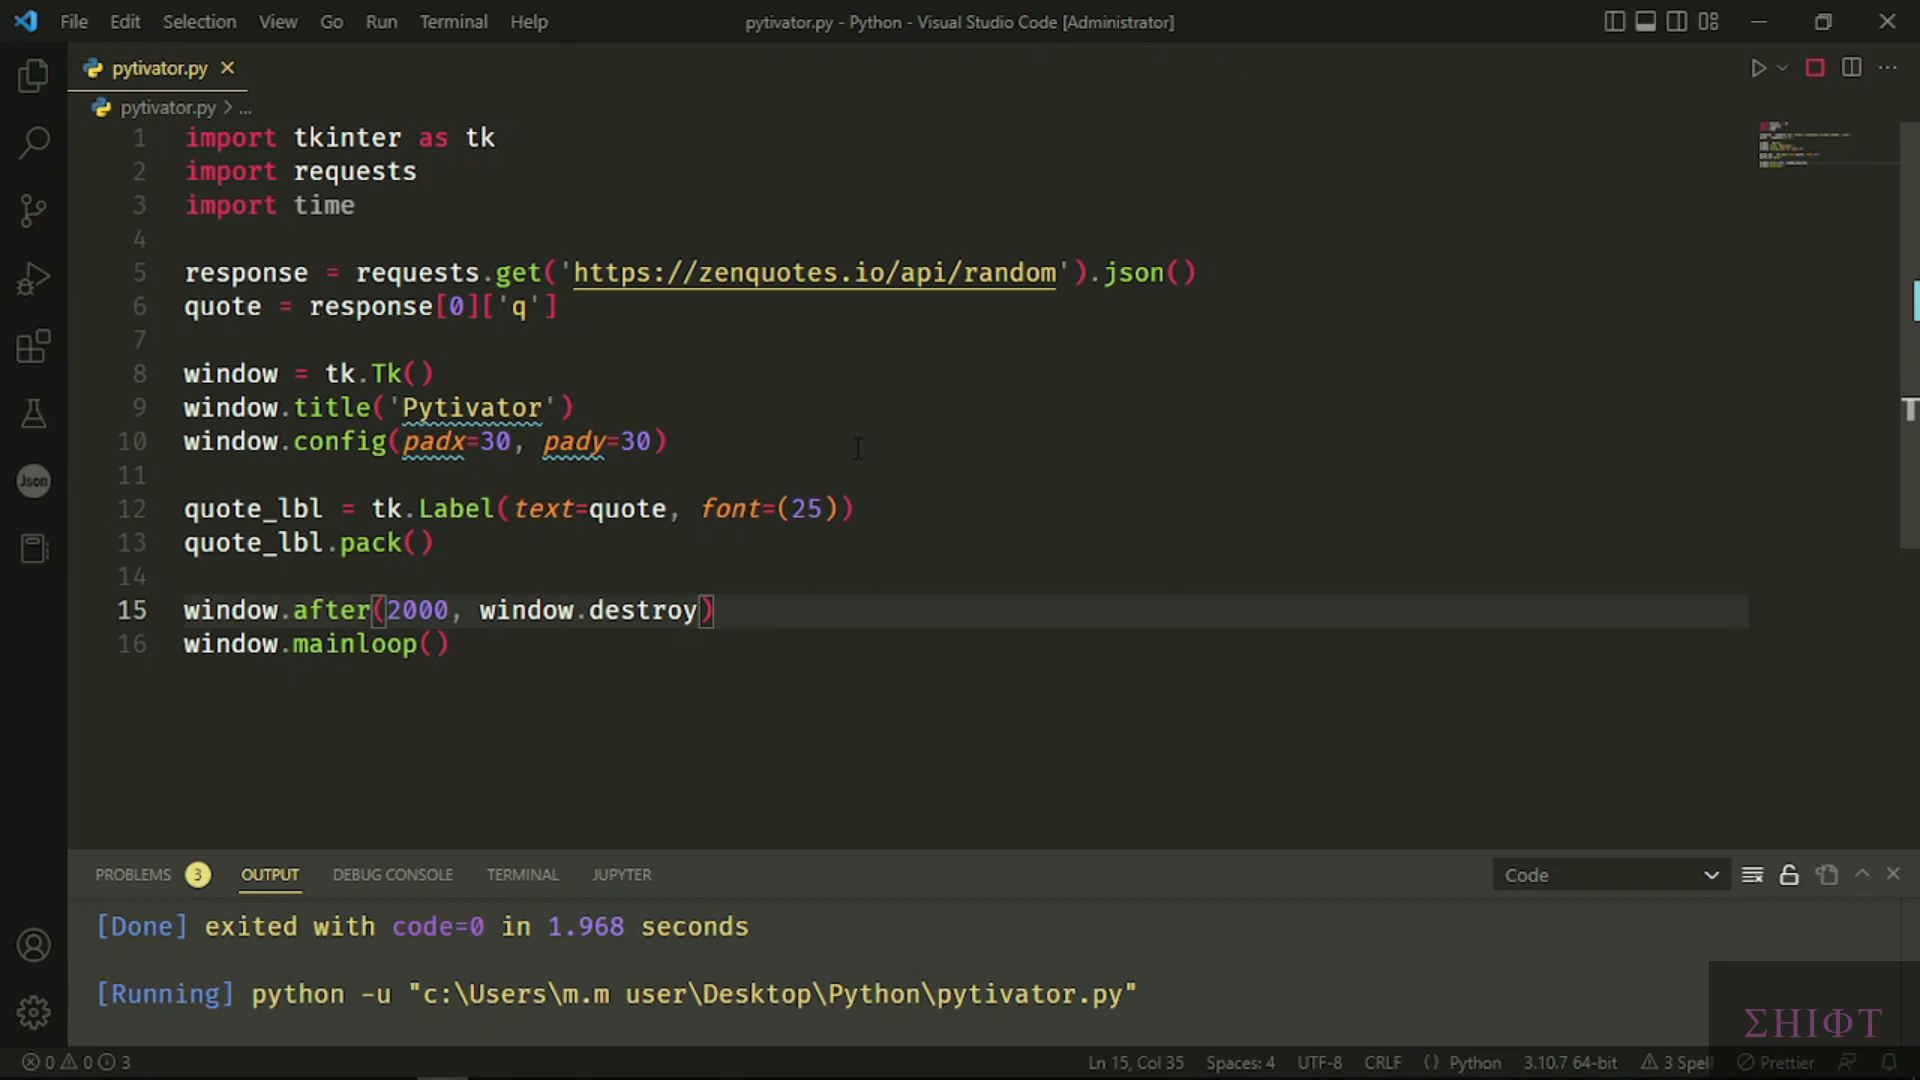 File Edit Selection View Go Run Terminal Help pytivator.py - Python - Visual Studio Code [Administrator]
pytivator.py
pytivator.py > ...
1 import tkinter as tk
2 import requests
3 import time
4
5 response = requests.get('https://zenquotes.io/api/random').json()
6 quote = response[0]['q']
7
8 window = tk.Tk()
9 window.title('Pytivator')
10 window.config(padx=30, pady=30)
11
12 quote_lbl = tk.Label(text=quote, font=(25))
13 quote_lbl.pack()
14
15 window.after(2000, window.destroy)
16 window.mainloop()
Json
PROBLEMS 3 OUTPUT DEBUG CONSOLE TERMINAL JUPYTER Code
[Done] exited with code=0 in 1.968 seconds
[Running] python -u "c:\Users\m.m user\Desktop\Python\pytivator.py"
ΣHIΦT
0 0 3 Ln 15, Col 35 Spaces: 4 UTF-8 CRLF {} Python 3.10.7 64-bit 3 Spell Prettier